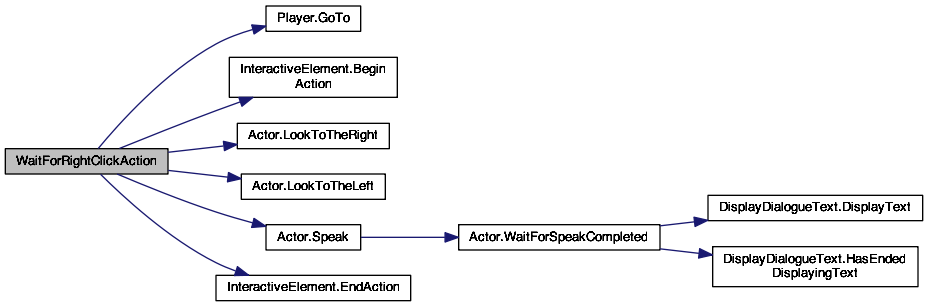 Player.GoTo
InteractiveElement.Begin
Action
Actor.LookToTheRight
WaitForRightClickAction
Actor.LookToTheLeft
Actor.Speak
Actor.WaitForSpeakCompleted
DisplayDialogueText.DisplayText
DisplayDialogueText.HasEnded
DisplayingText
InteractiveElement.EndAction